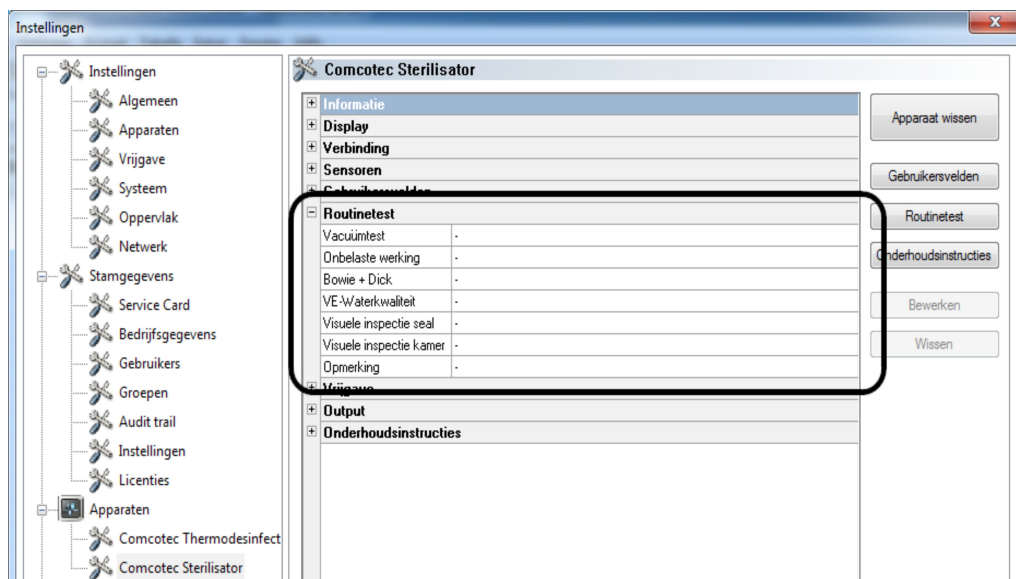 Instellingen
Instellingen
Algemeen
Apparaten
Vrijgave
Systeem
Oppervlak
Netwerk
Stamgegevens
Service Card
Bedrijfsgegevens
Gebruikers
Groepen
Audit trail
Instellingen
Licenties
Apparaten
Comcotec Thermodesinfect
Comcotec Sterilisator
Comcotec Sterilisator
Informatie
Display
Verbinding
Sensoren
Gebruikersvelden
Routinetest
Vacuümtest -
Onbelaste werking -
Bowie + Dick -
VE-Waterkwaliteit -
Visuele inspectie seal -
Visuele inspectie kamer -
Opmerking -
Vrijgave
Output
Onderhoudsinstructies
Apparaat wissen
Gebruikersvelden
Routinetest
Onderhoudsinstructies
Bewerken
Wissen